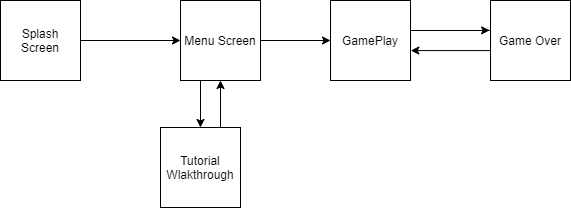 Splash
Screen
Menu Screen
GamePlay
Game Over
Tutorial
Wlakthrough